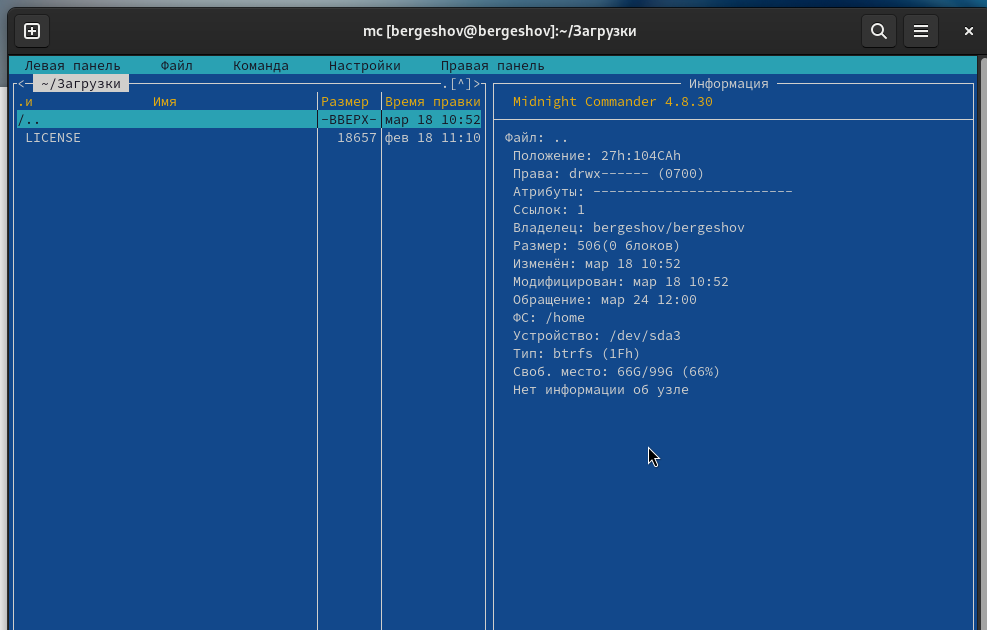 mc [bergeshov@bergeshov]:~/Загрузки
Левая панель Файл Команда Настройки Правая панель
<- ~/Загрузки .[^]>
.и Имя Размер Время правки
/.. -ВВЕРХ- мар 18 10:52
LICENSE 18657 фев 18 11:10
Информация
Midnight Commander 4.8.30
Файл: ..
Положение: 27h:104CAh
Права: drwx------ (0700)
Атрибуты: -------------------------
Ссылок: 1
Владелец: bergeshov/bergeshov
Размер: 506(0 блоков)
Изменён: мар 18 10:52
Модифицирован: мар 18 10:52
Обращение: мар 24 12:00
ФС: /home
Устройство: /dev/sda3
Тип: btrfs (1Fh)
Своб. место: 66G/99G (66%)
Нет информации об узле